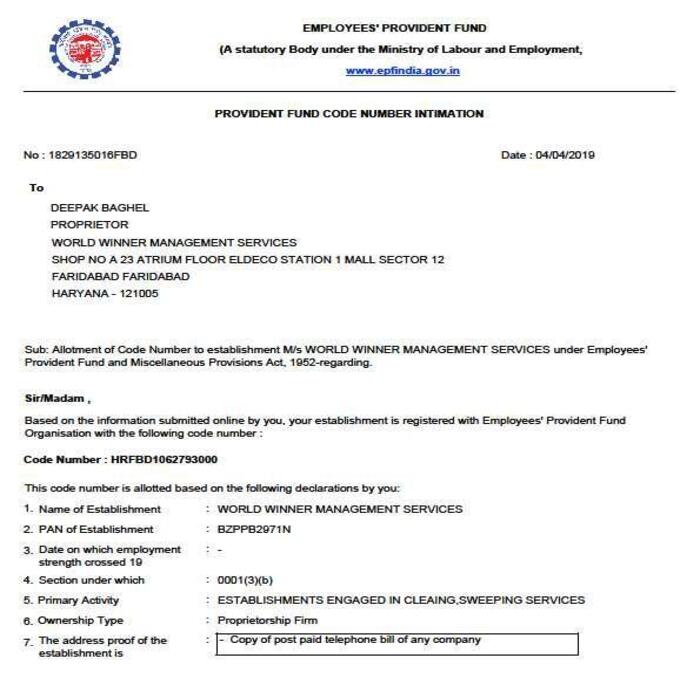 EMPLOYEES' PROVIDENT FUND
(A statutory Body under the Ministry of Labour and Employment,
www.epfindia.gov.in
PROVIDENT FUND CODE NUMBER INTIMATION
No : 1829135016FBD Date : 04/04/2019
To
DEEPAK BAGHEL
PROPRIETOR
WORLD WINNER MANAGEMENT SERVICES
SHOP NO A 23 ATRIUM FLOOR ELDECO STATION 1 MALL SECTOR 12
FARIDABAD FARIDABAD
HARYANA - 121005
Sub: Allotment of Code Number to establishment M/s WORLD WINNER MANAGEMENT SERVICES under Employees'
Provident Fund and Miscellaneous Provisions Act, 1952-regarding.
Sir/Madam ,
Based on the information submitted online by you, your establishment is registered with Employees' Provident Fund
Organisation with the following code number :
Code Number : HRFBD1062793000
This code number is allotted based on the following declarations by you:
1. Name of Establishment : WORLD WINNER MANAGEMENT SERVICES
2. PAN of Establishment : BZPPB2971N
3. Date on which employment : -
strength crossed 19
4. Section under which : 0001(3)(b)
5. Primary Activity : ESTABLISHMENTS ENGAGED IN CLEAING,SWEEPING SERVICES
6. Ownership Type : Proprietorship Firm
7. The address proof of the : - Copy of post paid telephone bill of any company
establishment is